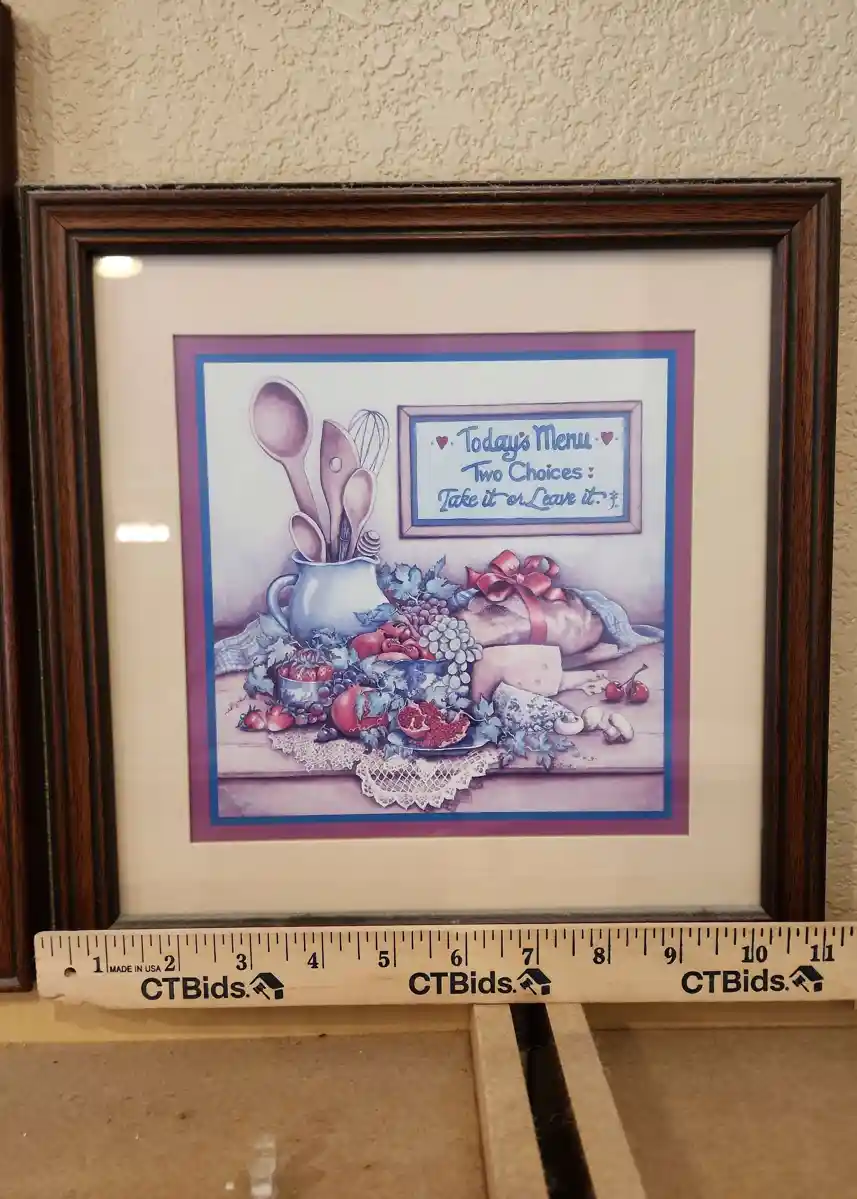 Today's Menu
Two Choices:
Take it or Leave it.
1 MADE IN USA 2 3 4 5 6 7 8 9 10 11
CTBids. CTBids. CTBids.